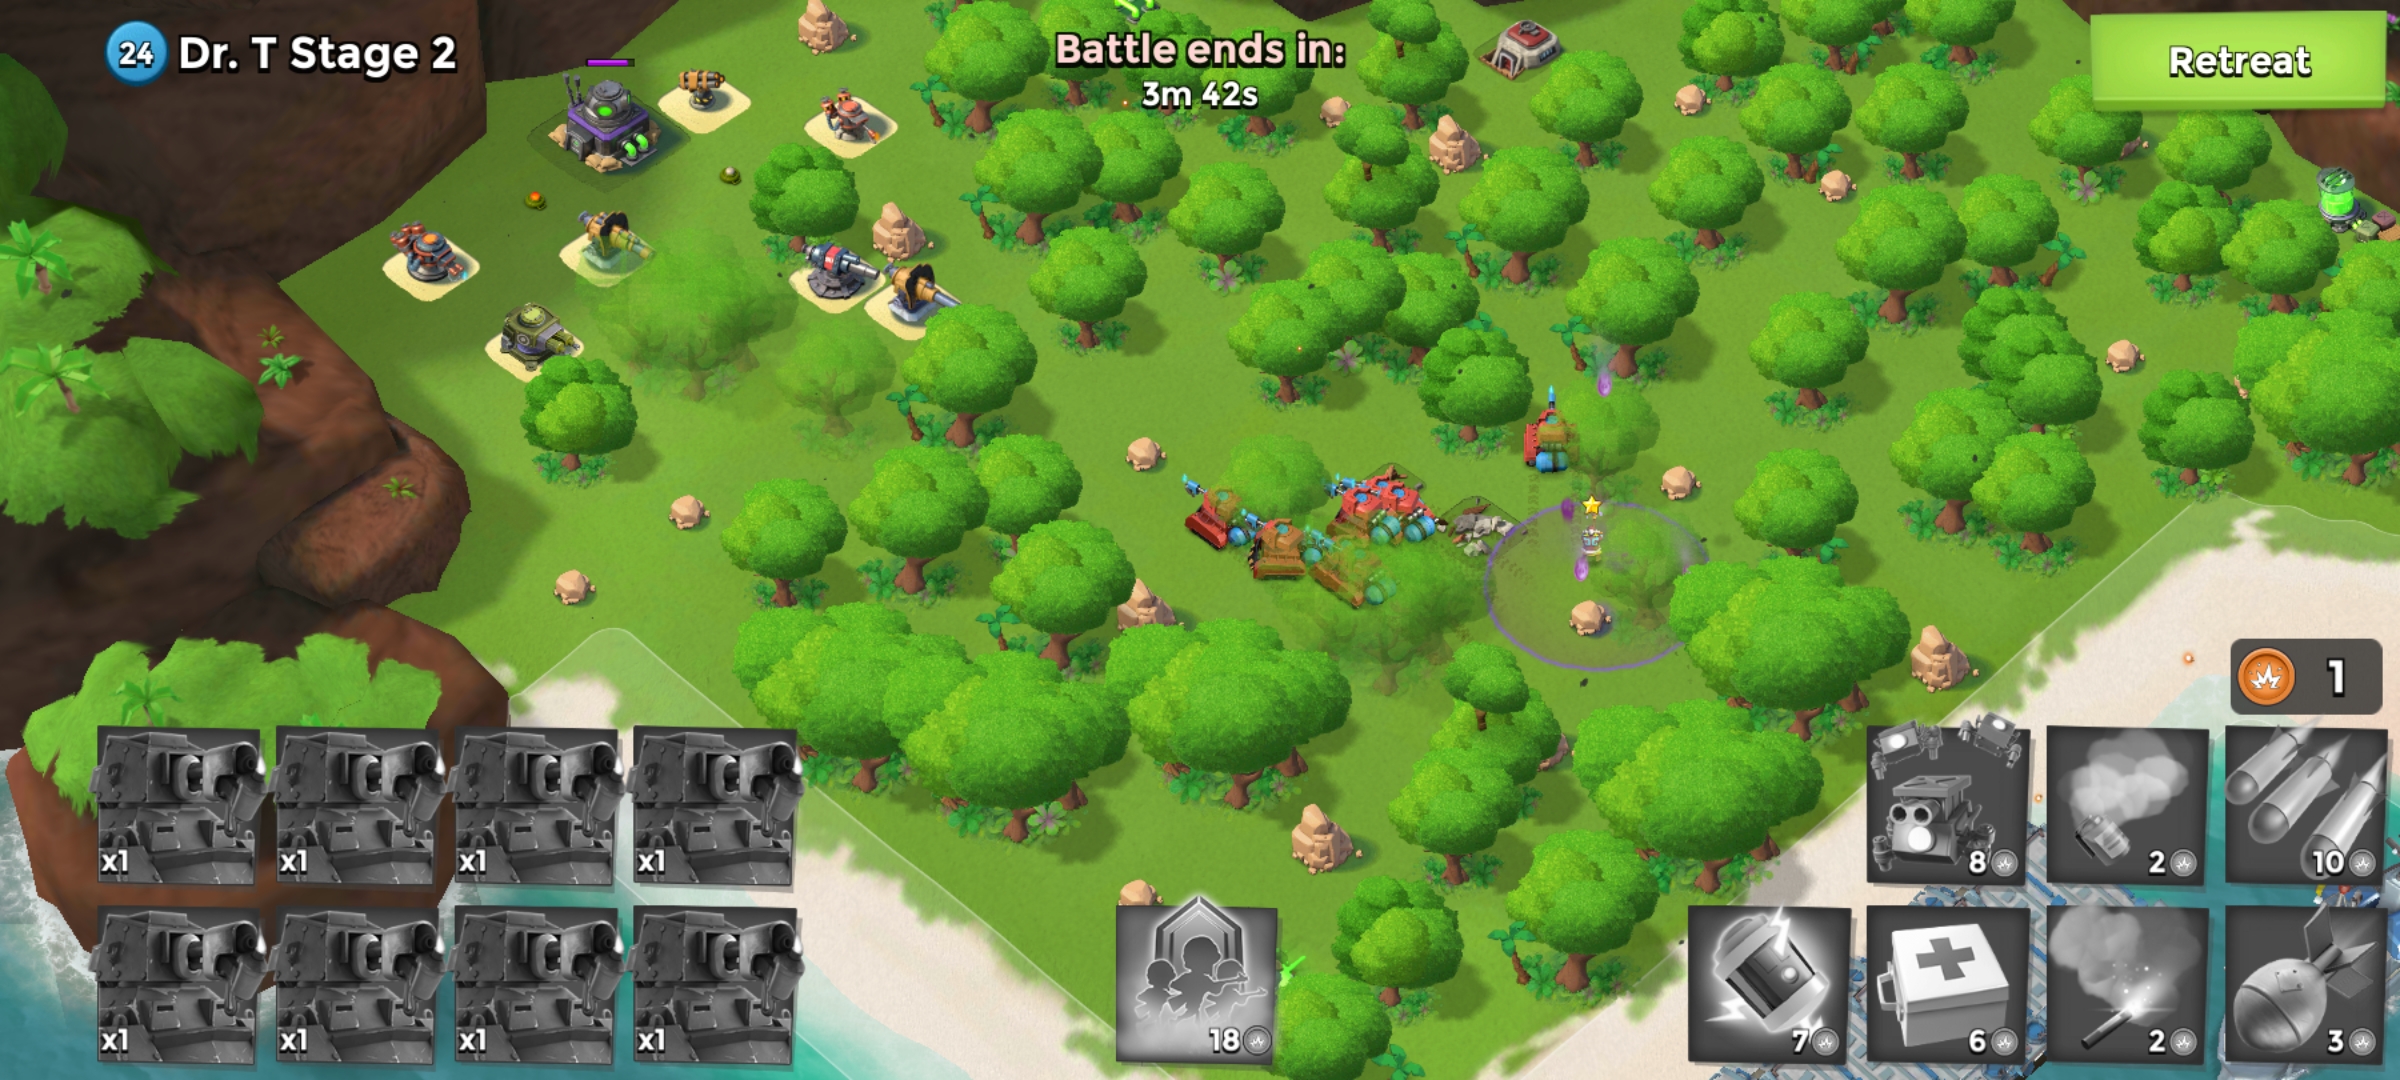 24 Dr. T Stage 2
Battle ends in:
3m 42s
Retreat
1
x1 x1 x1 x1
8 2 10
x1 x1 x1 x1
18
7 6 2 3